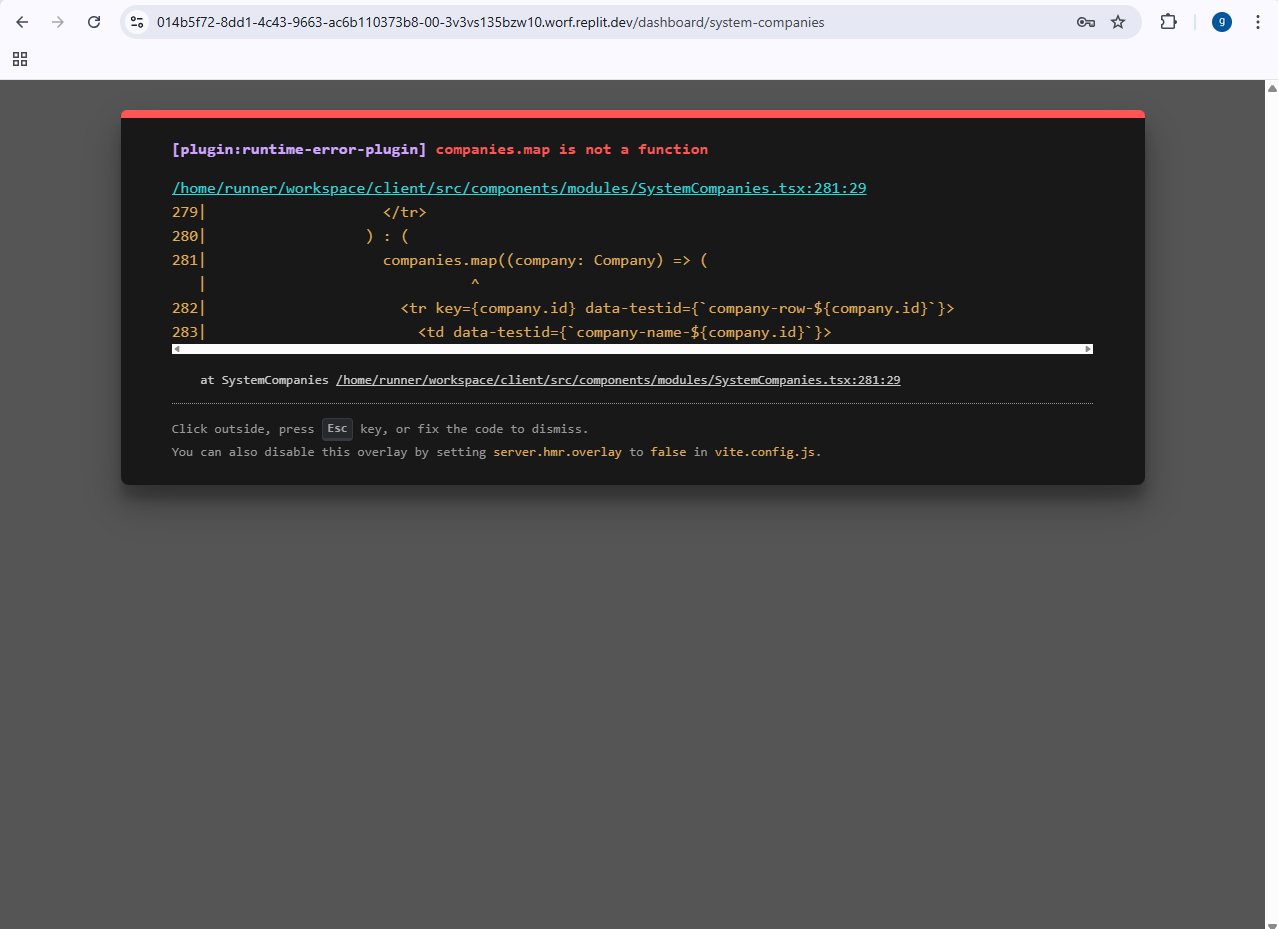 014b5f72-8dd1-4c43-9663-ac6b110373b8-00-3v3vs135bzw10.worf.replit.dev/dashboard/system-companies
g
[plugin:runtime-error-plugin] companies.map is not a function
/home/runner/workspace/client/src/components/modules/SystemCompanies.tsx:281:29
279|                    </tr>
280|                  ) : (
281|                    companies.map((company: Company) => (
   |                              ^
282|                      <tr key={company.id} data-testid={`company-row-${company.id}`}>
283|                        <td data-testid={`company-name-${company.id}`}>
at SystemCompanies /home/runner/workspace/client/src/components/modules/SystemCompanies.tsx:281:29
Click outside, press Esc key, or fix the code to dismiss.
You can also disable this overlay by setting server.hmr.overlay to false in vite.config.js.